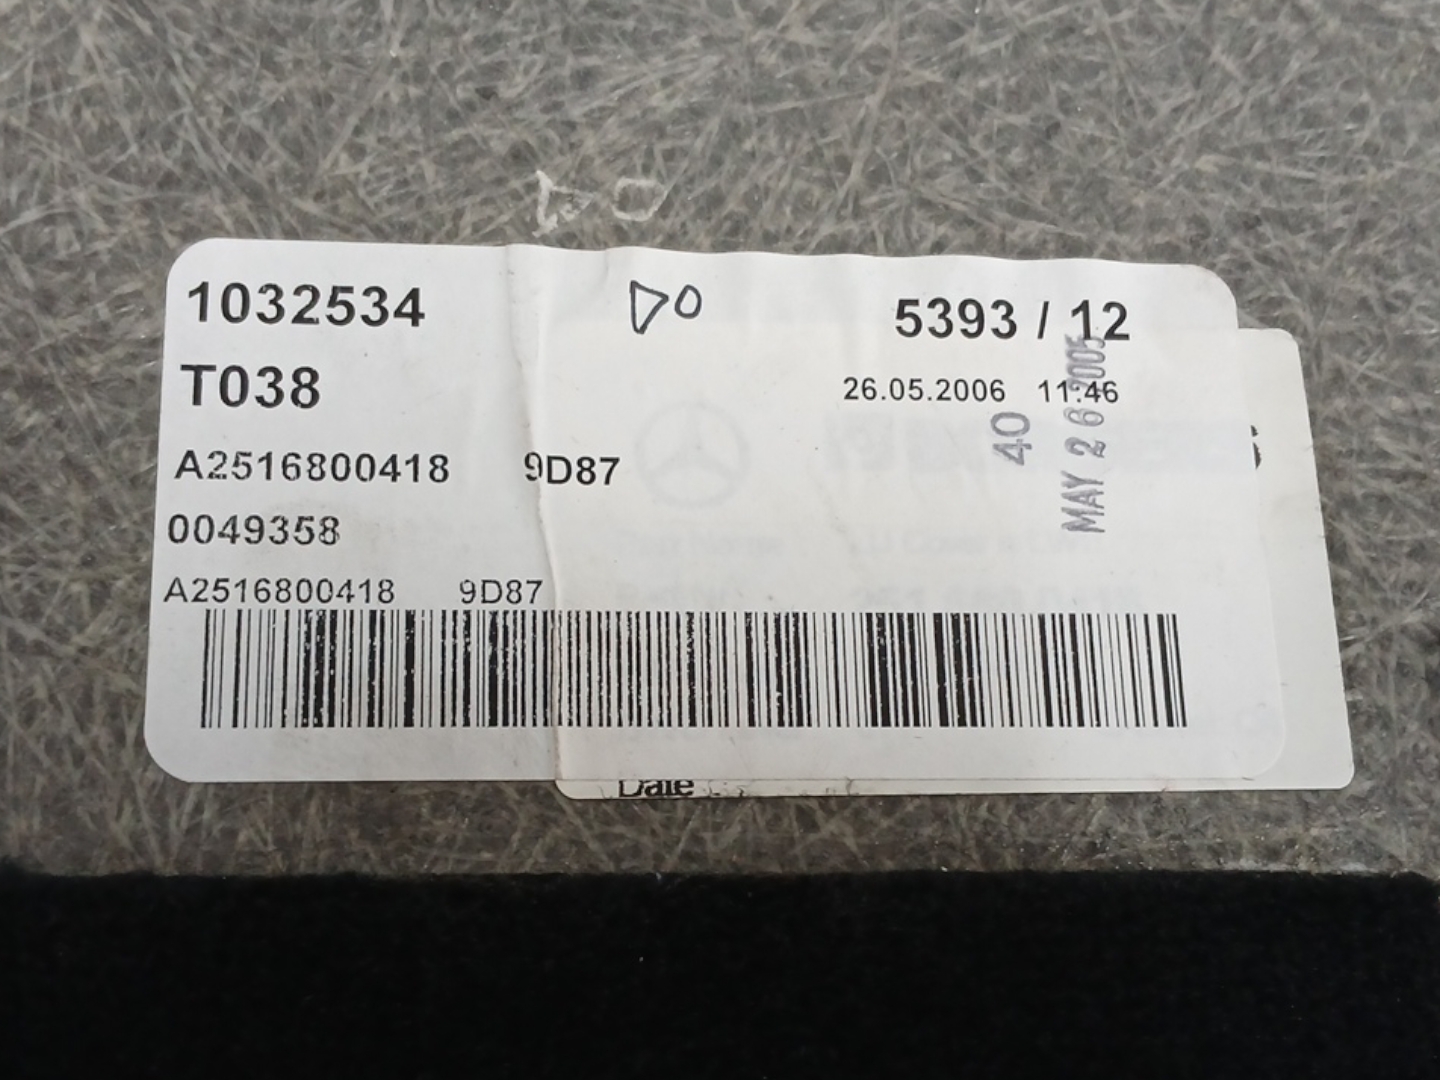 1032534
DO
5393 / 12
T038
26.05.2006 11:46
40
MAY 26 2005
A2516800418 9D87
0049358
A2516800418 9D87
Date